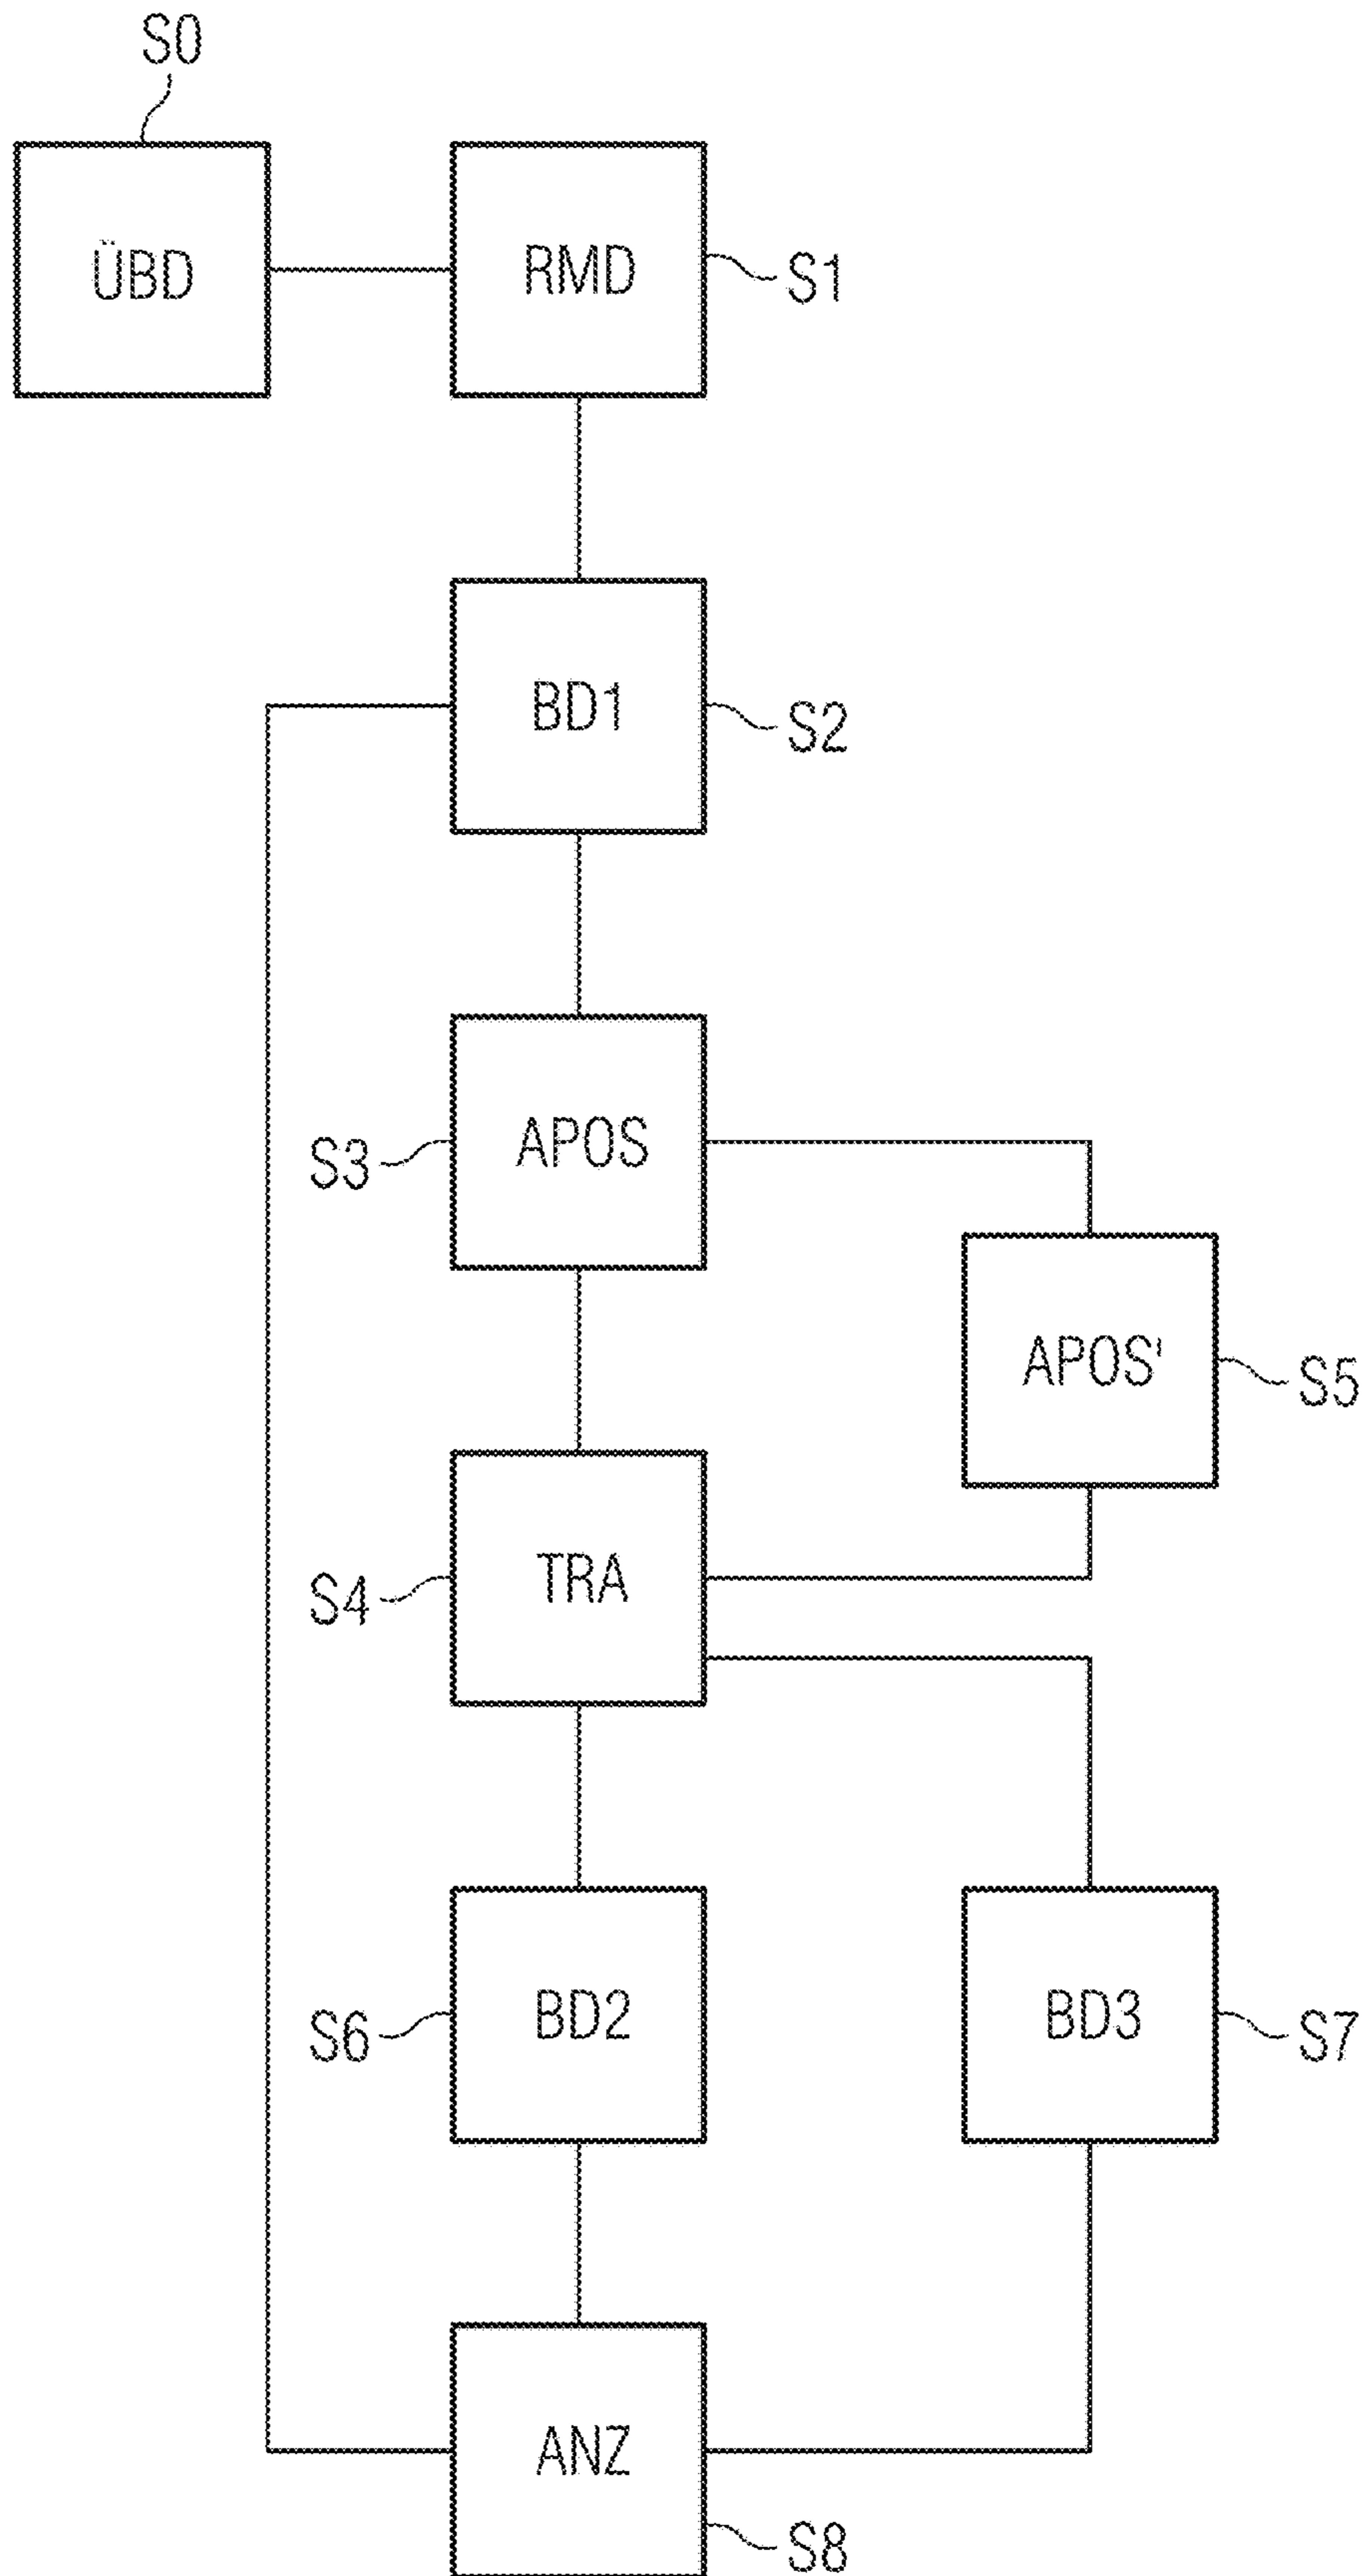 S0
ÜBD
RMD
S1
BD1
S2
APOS
S3
APOS'
S5
TRA
S4
BD2
S6
BD3
S7
ANZ
S8